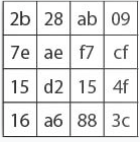 2b 28 ab 09
7e ae f7 cf
15 d2 15 4f
16 a6 88 3c